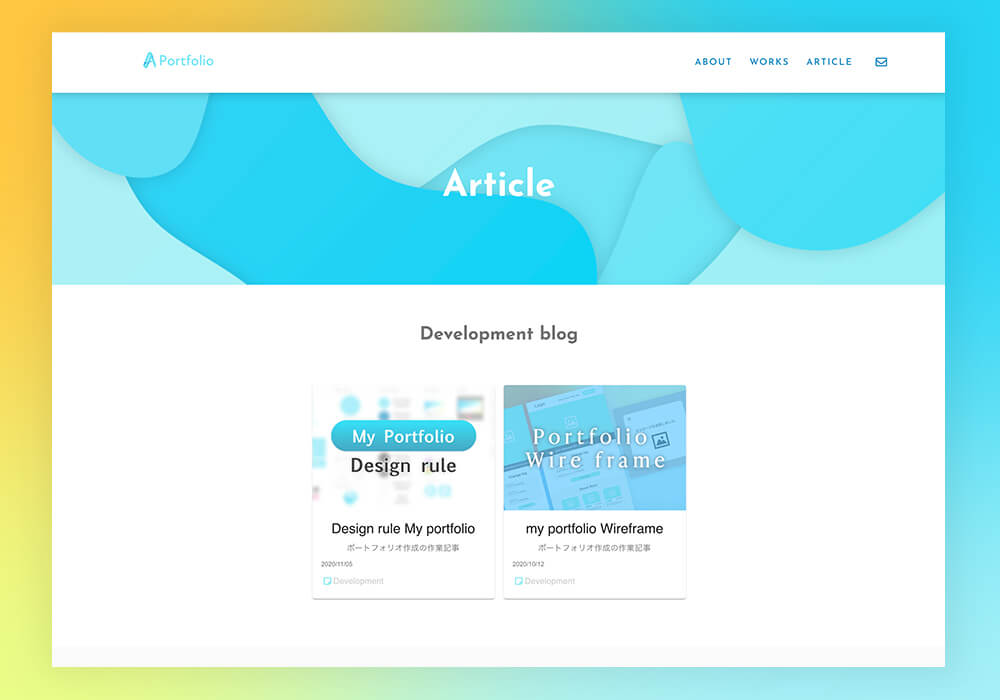 Portfolio
ABOUT WORKS ARTICLE
Article
Development blog
My Portfolio
Design rule
Portfolio
Wire frame
Design rule My portfolio
ポートフォリオ作成の作業記事
2020/11/05
Development
my portfolio Wireframe
ポートフォリオ作成の作業記事
2020/10/12
Development